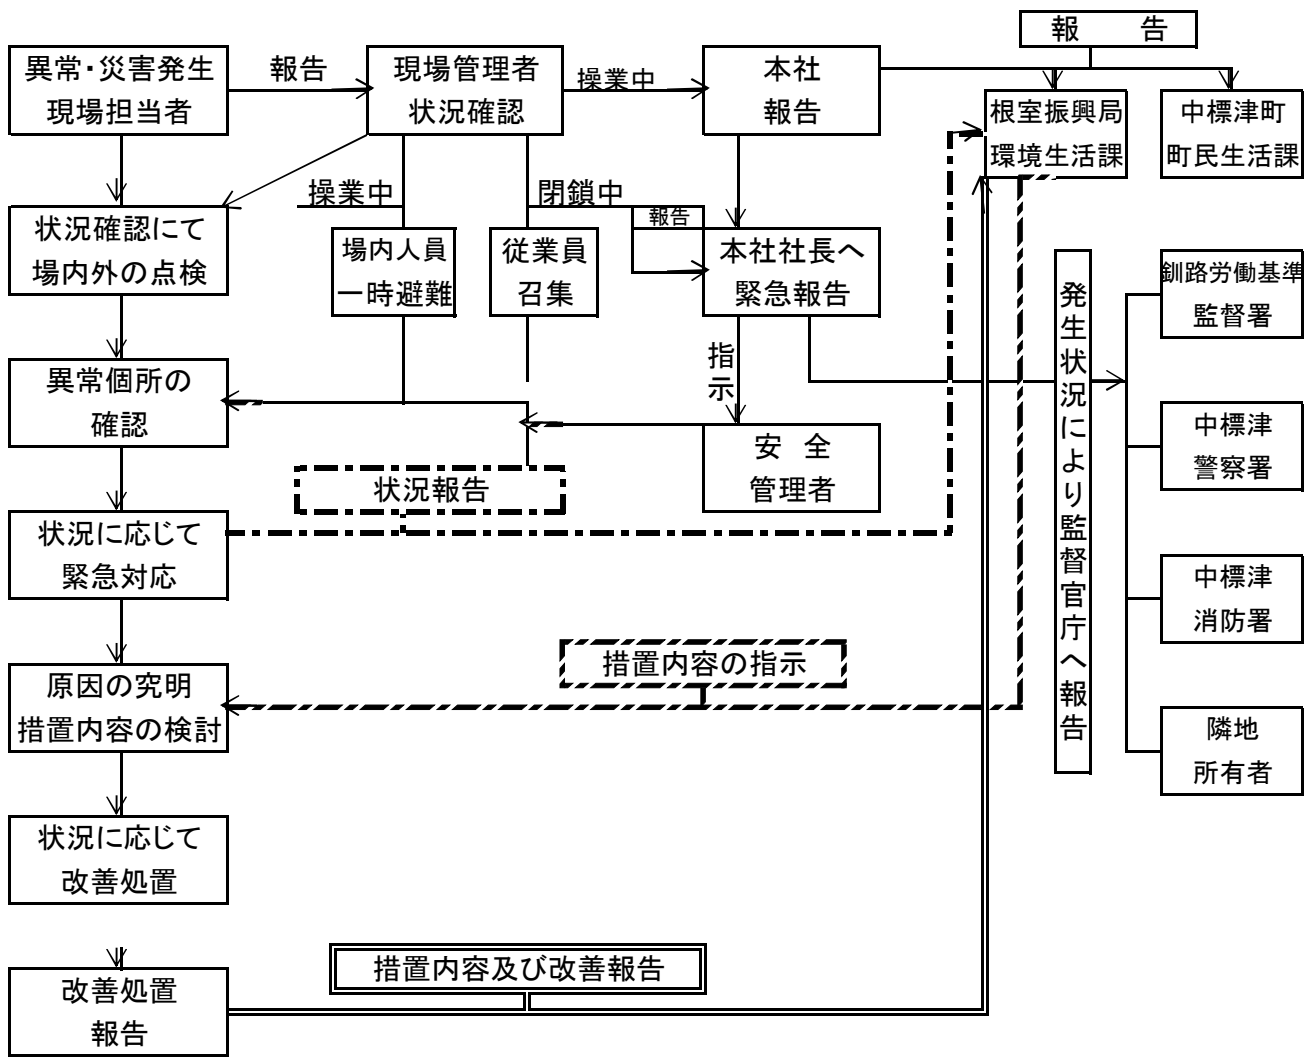 報　　告
異常・災害発生
現場担当者
報告
現場管理者
状況確認
操業中
本社
報告
根室振興局
環境生活課
中標津町
町民生活課
操業中
閉鎖中
報告
状況確認にて
場内外の点検
場内人員
一時避難
従業員
召集
本社社長へ
緊急報告
発生状況により監督官庁へ報告
釧路労働基準
監督署
指示
異常個所の
確認
安　全
管理者
中標津
警察署
状況報告
状況に応じて
緊急対応
中標津
消防署
措置内容の指示
原因の究明
措置内容の検討
隣地
所有者
状況に応じて
改善処置
措置内容及び改善報告
改善処置
報告